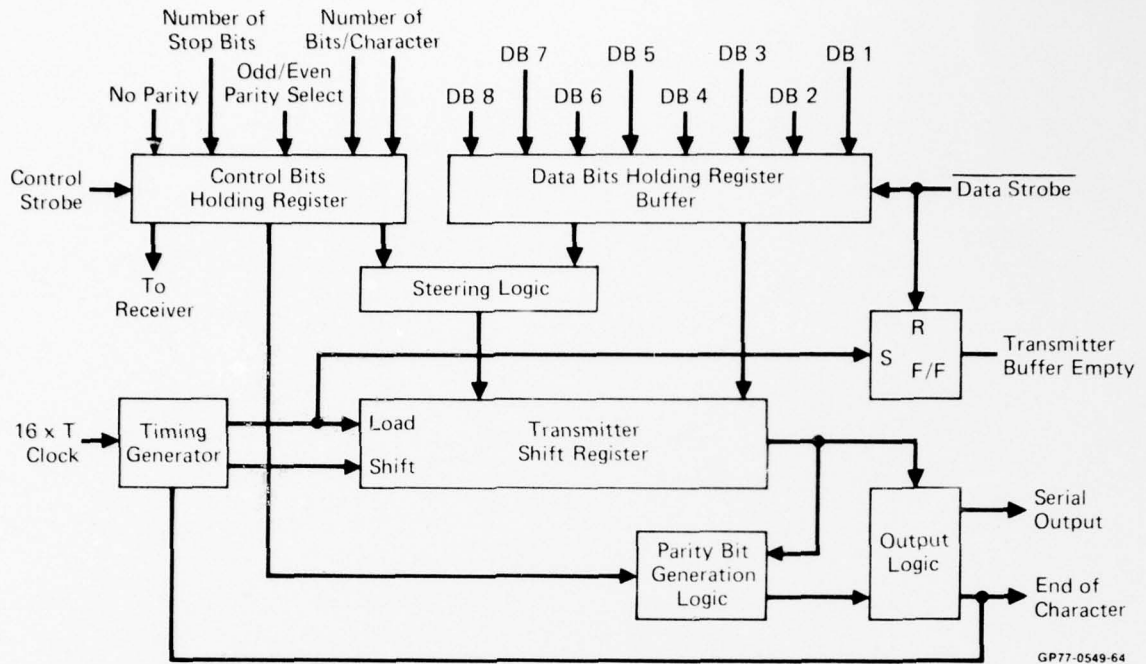 Number of
Stop Bits
Number of
Bits/Character
No Parity
Odd/Even
Parity Select
DB 8
DB 7
DB 6
DB 5
DB 4
DB 3
DB 2
DB 1
Control
Strobe
Control Bits
Holding Register
Data Bits Holding Register
Buffer
Data Strobe
To
Receiver
Steering Logic
R
S
F/F
Transmitter
Buffer Empty
16 x T
Clock
Timing
Generator
Load
Shift
Transmitter
Shift Register
Parity Bit
Generation
Logic
Output
Logic
Serial
Output
End of
Character
GP77-0549-64